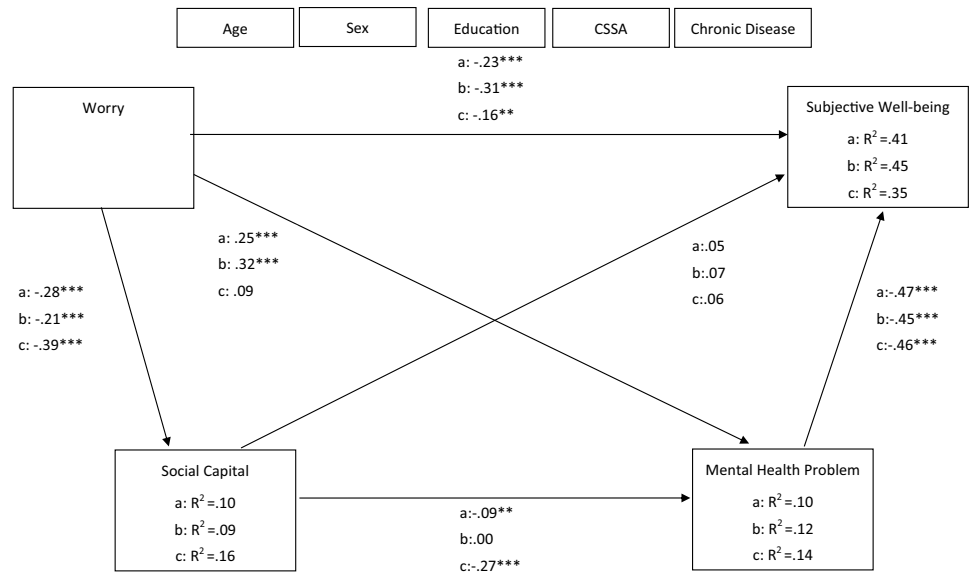 Age
Sex
Education
CSSA
Chronic Disease
a: -.23***
b: -.31***
c: -.16**
Worry
Subjective Well-being
a: R²=.41
b: R²=.45
c: R²=.35
a: .25***
b: .32***
c: .09
a:.05
b:.07
c:.06
a: -.28***
b: -.21***
c: -.39***
a:-.47***
b:-.45***
c:-.46***
Social Capital
a: R²=.10
b: R²=.09
c: R²=.16
Mental Health Problem
a: R²=.10
b: R²=.12
c: R²=.14
a:-.09**
b:.00
c:-.27***